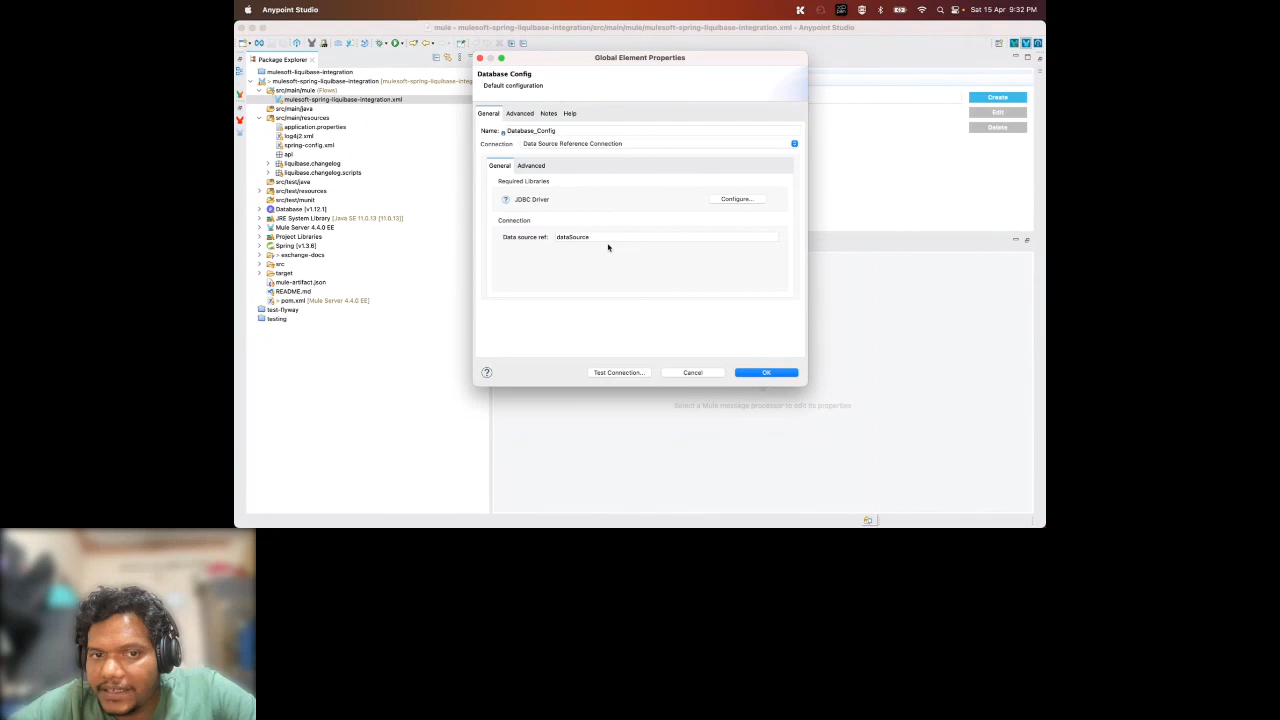 Anypoint Studio
Sat 15 Apr 9:32 PM
mule - mulesoft-spring-liquibase-integration/src/main/mule/mulesoft-spring-liquibase-integration.xml - Anypoint Studio
Package Explorer
mulesoft-liquibase-integration
> mulesoft-spring-liquibase-integration [mulesoft-spring-liquibase-integ
src/main/mule (Flows)
mulesoft-spring-liquibase-integration.xml
src/main/java
src/main/resources
application.properties
log4j2.xml
spring-config.xml
api
liquibase.changelog
liquibase.changelog.scripts
src/test/java
src/test/resources
src/test/munit
Database [v1.12.1]
JRE System Library [Java SE 11.0.13 [11.0.13]]
Mule Server 4.4.0 EE
Project Libraries
Spring [v1.3.6]
> exchange-docs
src
target
mule-artifact.json
README.md
> pom.xml [Mule Server 4.4.0 EE]
test-flyway
testing
Global Element Properties
Database Config
Default configuration
General
Advanced
Notes
Help
Name:
Database_Config
Connection
Data Source Reference Connection
General
Advanced
Required Libraries
JDBC Driver
Configure...
Connection
Data source ref:
dataSource
Test Connection...
Cancel
OK
Create
Edit
Delete
Select a Mule message processor to edit its properties